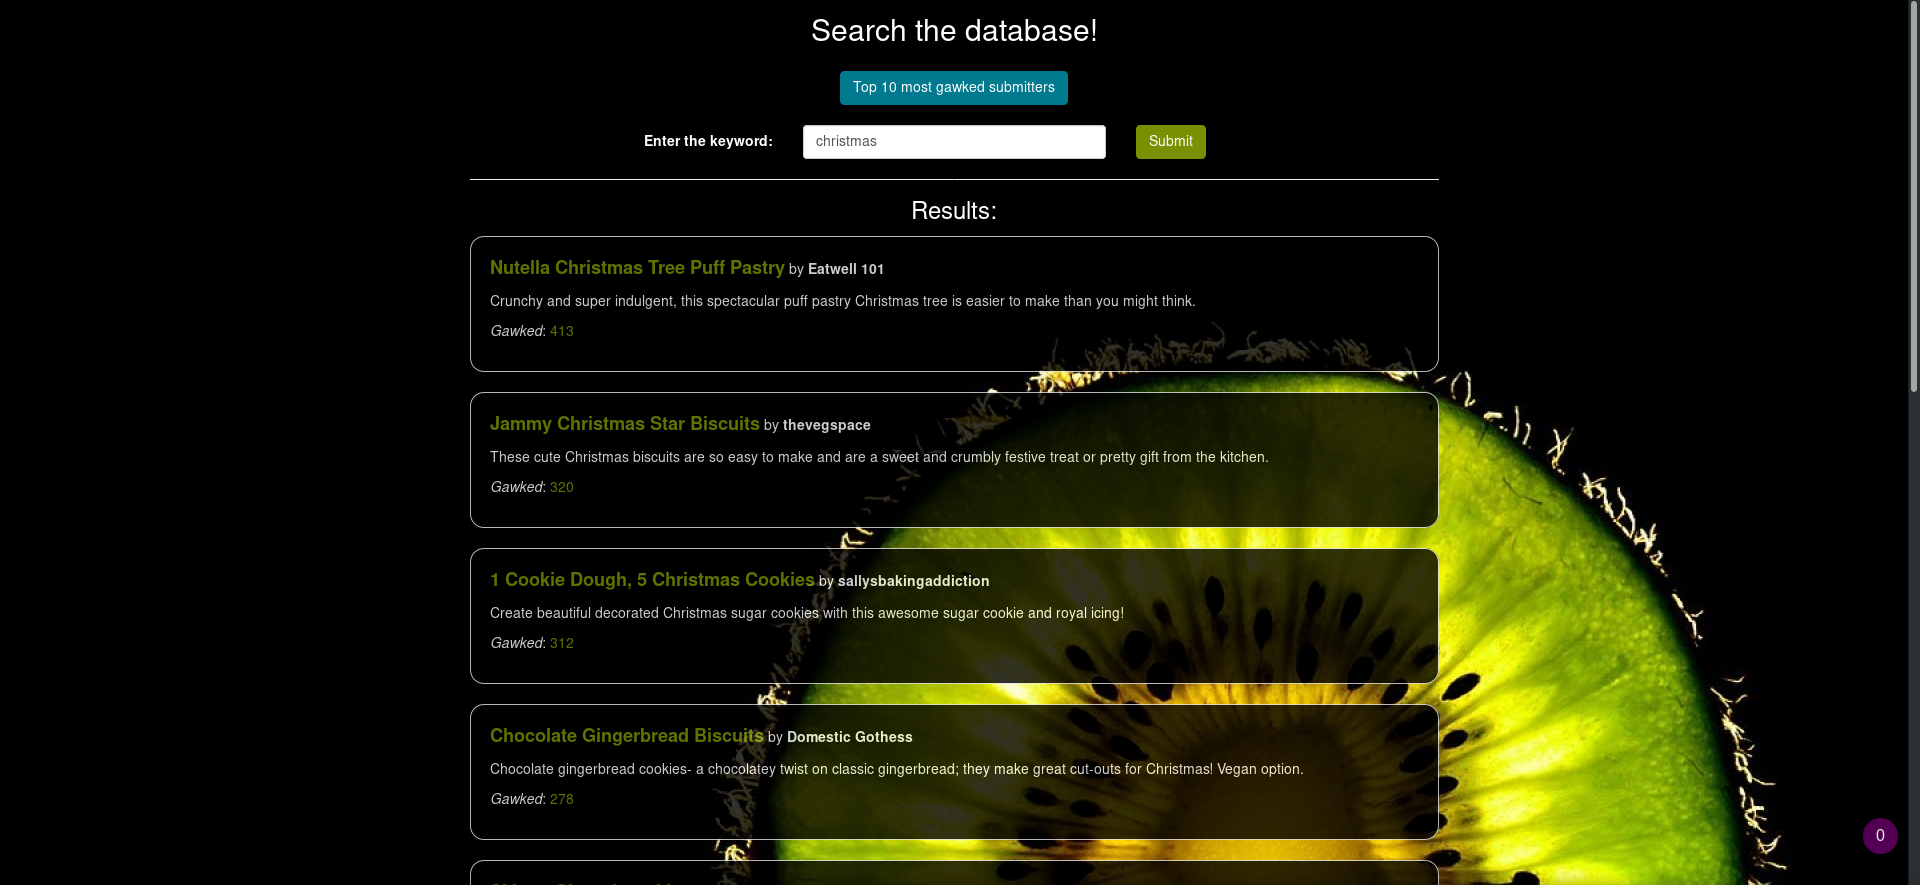 Search the database!
Top 10 most gawked submitters
Enter the keyword: christmas Submit
Results:
Nutella Christmas Tree Puff Pastry by Eatwell 101
Crunchy and super indulgent, this spectacular puff pastry Christmas tree is easier to make than you might think.
Gawked: 413
Jammy Christmas Star Biscuits by thevegspace
These cute Christmas biscuits are so easy to make and are a sweet and crumbly festive treat or pretty gift from the kitchen.
Gawked: 320
1 Cookie Dough, 5 Christmas Cookies by sallysbakingaddiction
Create beautiful decorated Christmas sugar cookies with this awesome sugar cookie and royal icing!
Gawked: 312
Chocolate Gingerbread Biscuits by Domestic Gothess
Chocolate gingerbread cookies- a chocolatey twist on classic gingerbread; they make great cut-outs for Christmas! Vegan option.
Gawked: 278
0